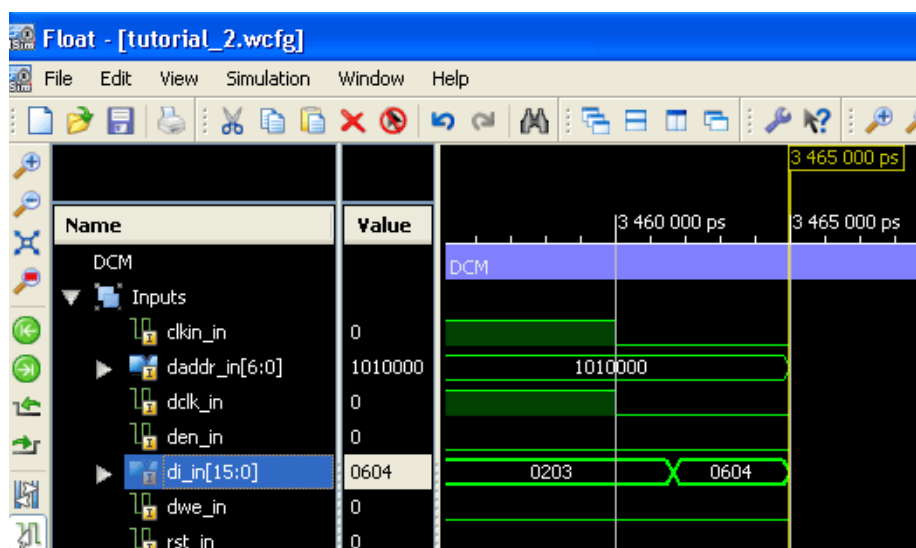 Float - [tutorial_2.wcfg]
File Edit View Simulation Window Help
3 465 000 ps
Name Value 3 460 000 ps 3 465 000 ps
DCM DCM
Inputs
clkin_in 0
daddr_in[6:0] 1010000 1010000
dclk_in 0
den_in 0
di_in[15:0] 0604 0203 0604
dwe_in 0
rst_in 0